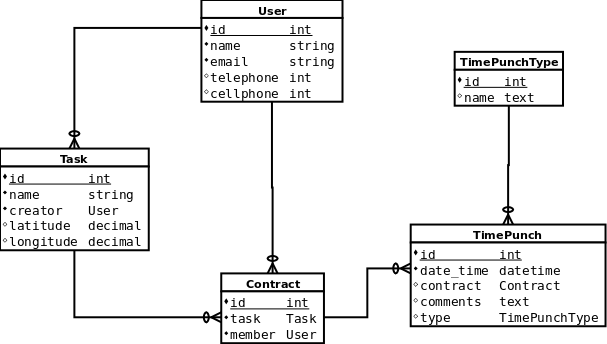 User
id int
name string
email string
telephone int
cellphone int
TimePunchType
id int
name text
Task
id int
name string
creator User
latitude decimal
longitude decimal
TimePunch
id int
date_time datetime
contract Contract
comments text
type TimePunchType
Contract
id int
task Task
member User